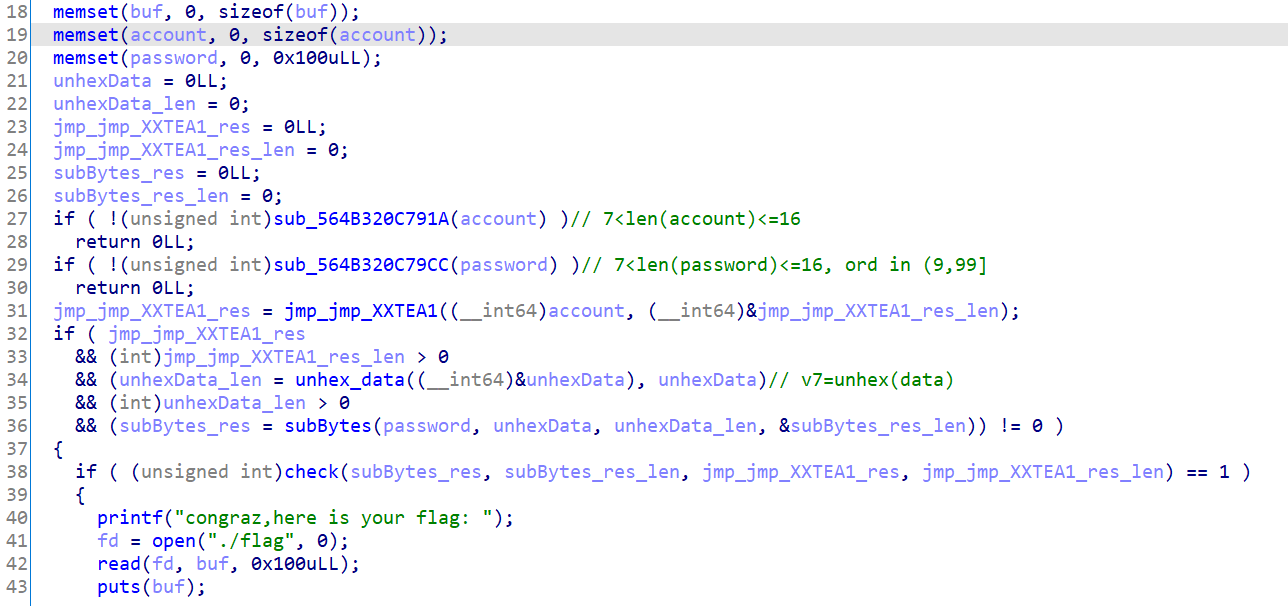 18 memset(buf, 0, sizeof(buf));
19 memset(account, 0, sizeof(account));
20 memset(password, 0, 0x100uLL);
21 unhexData = 0LL;
22 unhexData_len = 0;
23 jmp_jmp_XXTEA1_res = 0LL;
24 jmp_jmp_XXTEA1_res_len = 0;
25 subBytes_res = 0LL;
26 subBytes_res_len = 0;
27 if ( !(unsigned int)sub_564B320C791A(account) )// 7<len(account)<=16
28 return 0LL;
29 if ( !(unsigned int)sub_564B320C79CC(password) )// 7<len(password)<=16, ord in (9,99]
30 return 0LL;
31 jmp_jmp_XXTEA1_res = jmp_jmp_XXTEA1((__int64)account, (__int64)&jmp_jmp_XXTEA1_res_len);
32 if ( jmp_jmp_XXTEA1_res
33 && (int)jmp_jmp_XXTEA1_res_len > 0
34 && (unhexData_len = unhex_data((__int64)&unhexData), unhexData)// v7=unhex(data)
35 && (int)unhexData_len > 0
36 && (subBytes_res = subBytes(password, unhexData, unhexData_len, &subBytes_res_len)) != 0 )
37 {
38 if ( (unsigned int)check(subBytes_res, subBytes_res_len, jmp_jmp_XXTEA1_res, jmp_jmp_XXTEA1_res_len) == 1 )
39 {
40 printf("congraz,here is your flag: ");
41 fd = open("./flag", 0);
42 read(fd, buf, 0x100uLL);
43 puts(buf);